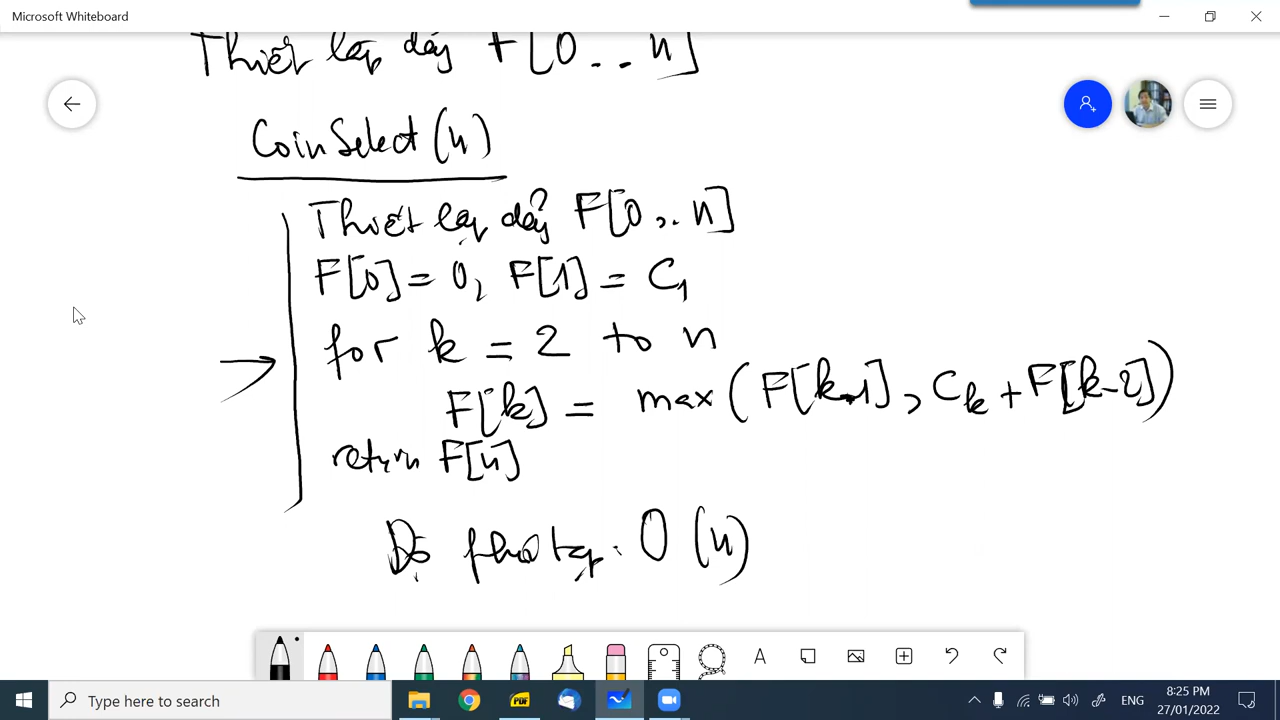 Microsoft Whiteboard
Thiết lập dãy F[0..n]
CoinSelect(n)
Thiết lập dãy F[0..n]
F[0] = 0, F[1] = C₁
for k = 2 to n
F[k] = max(F[k-1], Cₖ + F[k-2])
return F[n]
Độ phức tạp: O(n)
A
PDF
Type here to search
ENG
8:25 PM
27/01/2022